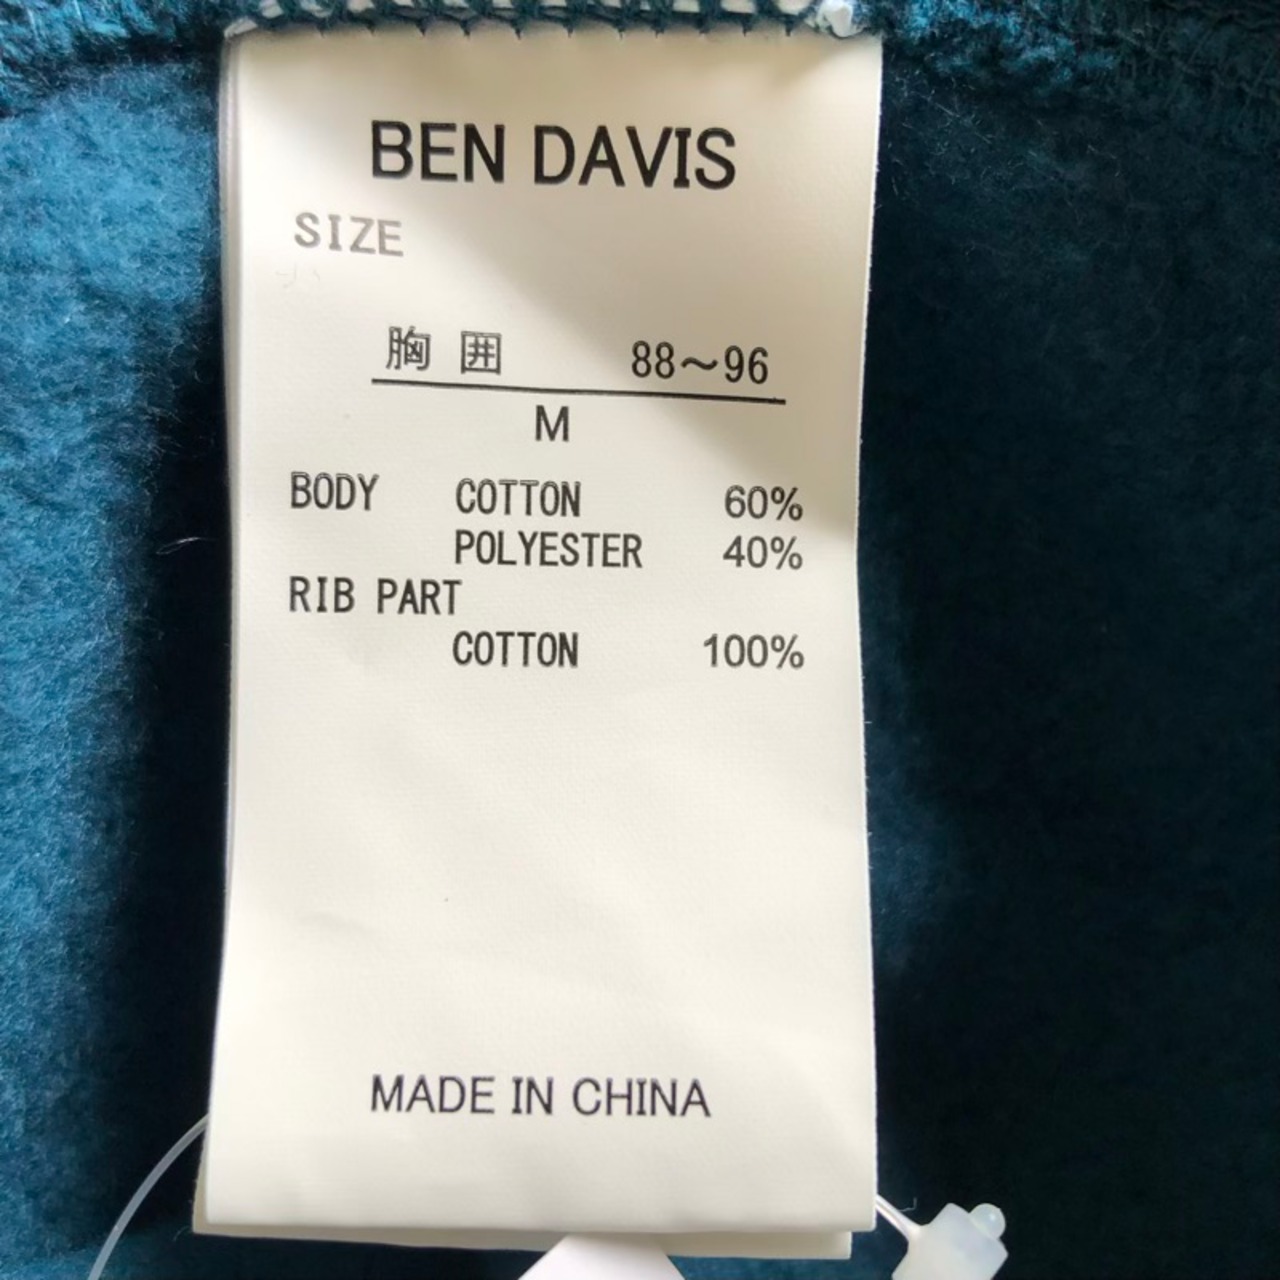 BEN DAVIS
SIZE
胸囲 88～96
M
BODY COTTON 60%
POLYESTER 40%
RIB PART
COTTON 100%
MADE IN CHINA